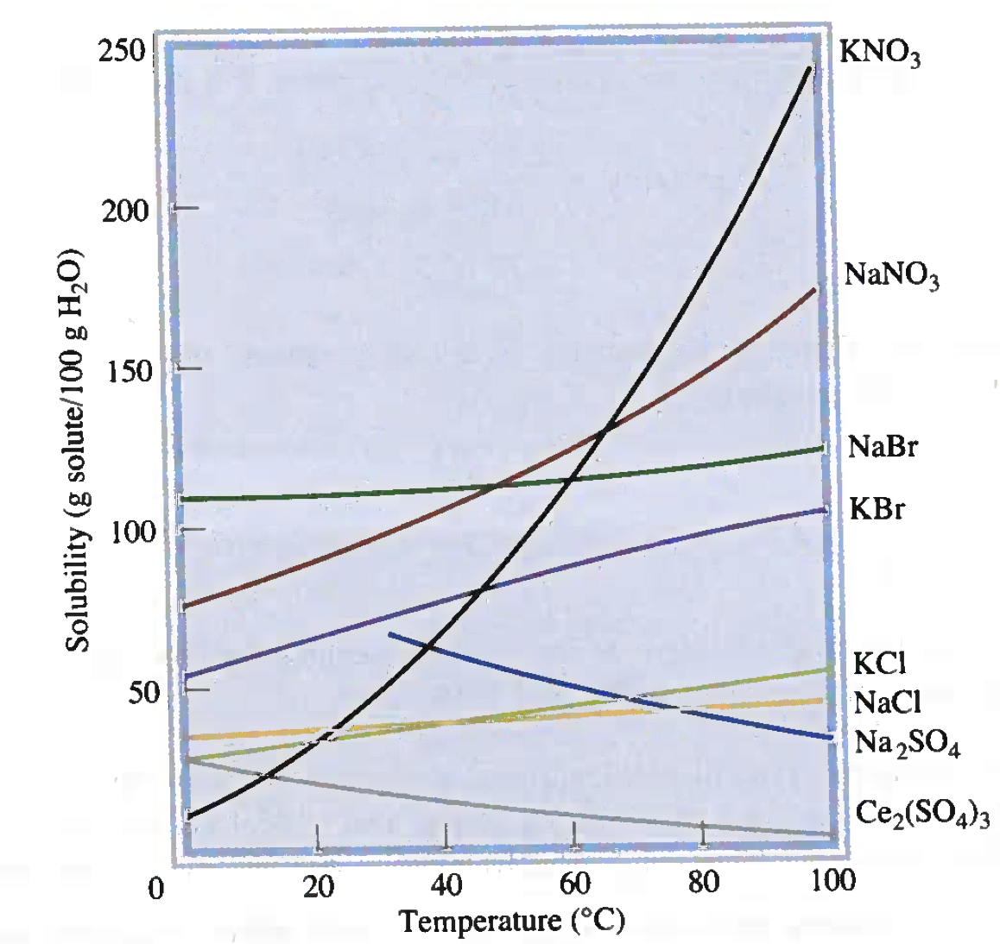 250
200
150
100
50
Solubility (g solute/100 g H₂O)
KNO₃
NaNO₃
NaBr
KBr
KCl
NaCl
Na₂SO₄
Ce₂(SO₄)₃
0 20 40 60 80 100
Temperature (°C)